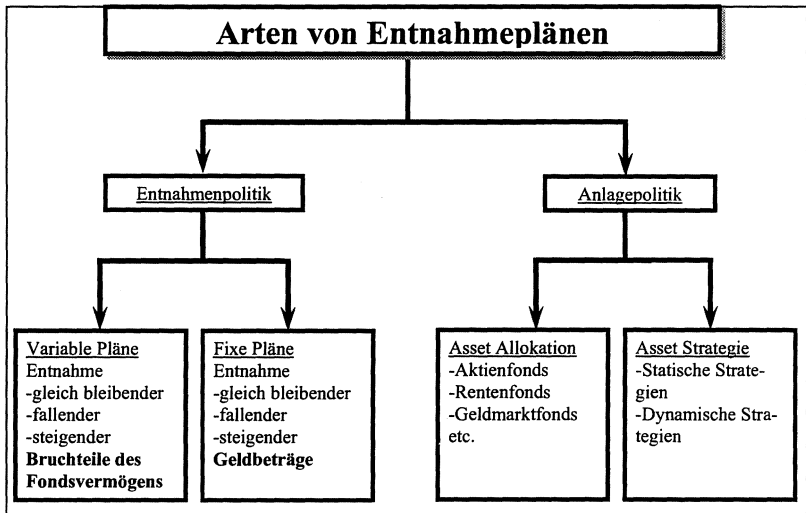 Arten von Entnahmeplänen
Entnahmenpolitik
Anlagepolitik
Variable Pläne
Entnahme
-gleich bleibender
-fallender
-steigender
Bruchteile des
Fondsvermögens
Fixe Pläne
Entnahme
-gleich bleibender
-fallender
-steigender
Geldbeträge
Asset Allokation
-Aktienfonds
-Rentenfonds
-Geldmarktfonds
etc.
Asset Strategie
-Statische Strate-
gien
-Dynamische Stra-
tegien